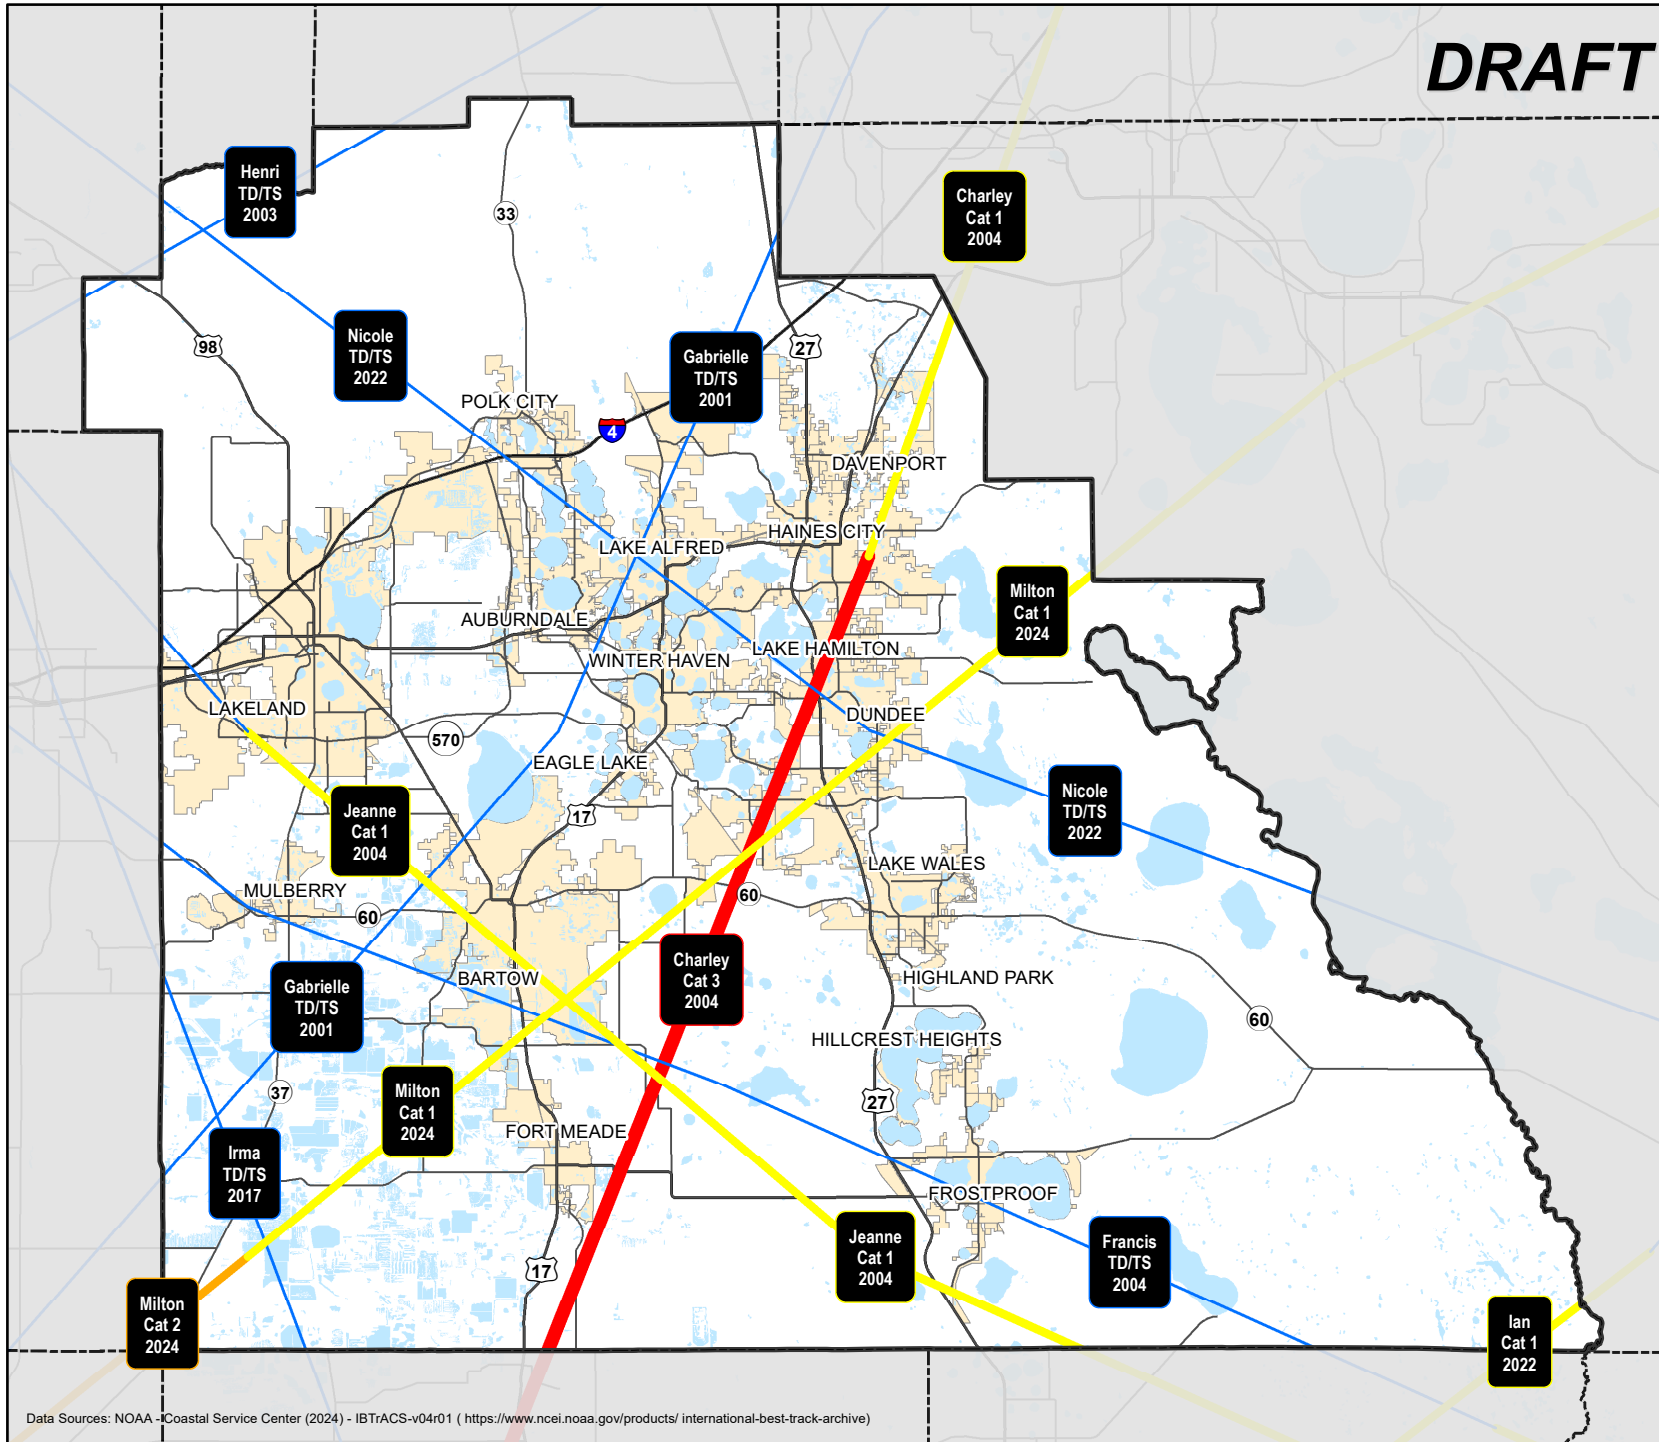 DRAFT
Henri
TD/TS
2003
Charley
Cat 1
2004
33
Nicole
TD/TS
2022
98
Gabrielle
TD/TS
2001
27
POLK CITY
4
DAVENPORT
HAINES CITY
LAKE ALFRED
Milton
Cat 1
2024
AUBURNDALE
WINTER HAVEN
LAKE HAMILTON
LAKELAND
DUNDEE
570
EAGLE LAKE
17
Jeanne
Cat 1
2004
Nicole
TD/TS
2022
MULBERRY
60
LAKE WALES
60
BARTOW
Charley
Cat 3
2004
HIGHLAND PARK
Gabrielle
TD/TS
2001
60
HILLCREST HEIGHTS
37
Milton
Cat 1
2024
27
FORT MEADE
Irma
TD/TS
2017
FROSTPROOF
Jeanne
Cat 1
2004
Francis
TD/TS
2004
17
Milton
Cat 2
2024
Ian
Cat 1
2022
Data Sources: NOAA - Coastal Service Center (2024) - IBTrACS-v04r01 ( https://www.ncei.noaa.gov/products/ international-best-track-archive)